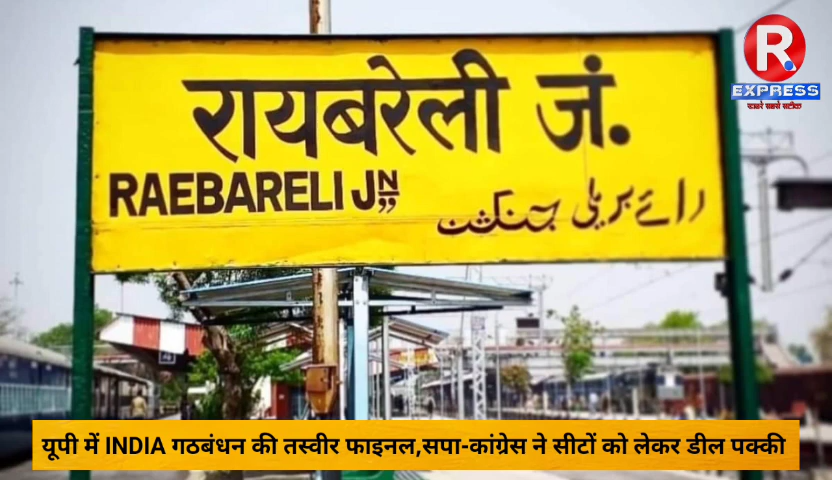 रायबरेली जं.
RAEBARELI JN
رائے بریلی جنکشن
R.
EXPRESS
यूपी में INDIA गठबंधन की तस्वीर फाइनल,सपा-कांग्रेस ने सीटों को लेकर डील पक्की